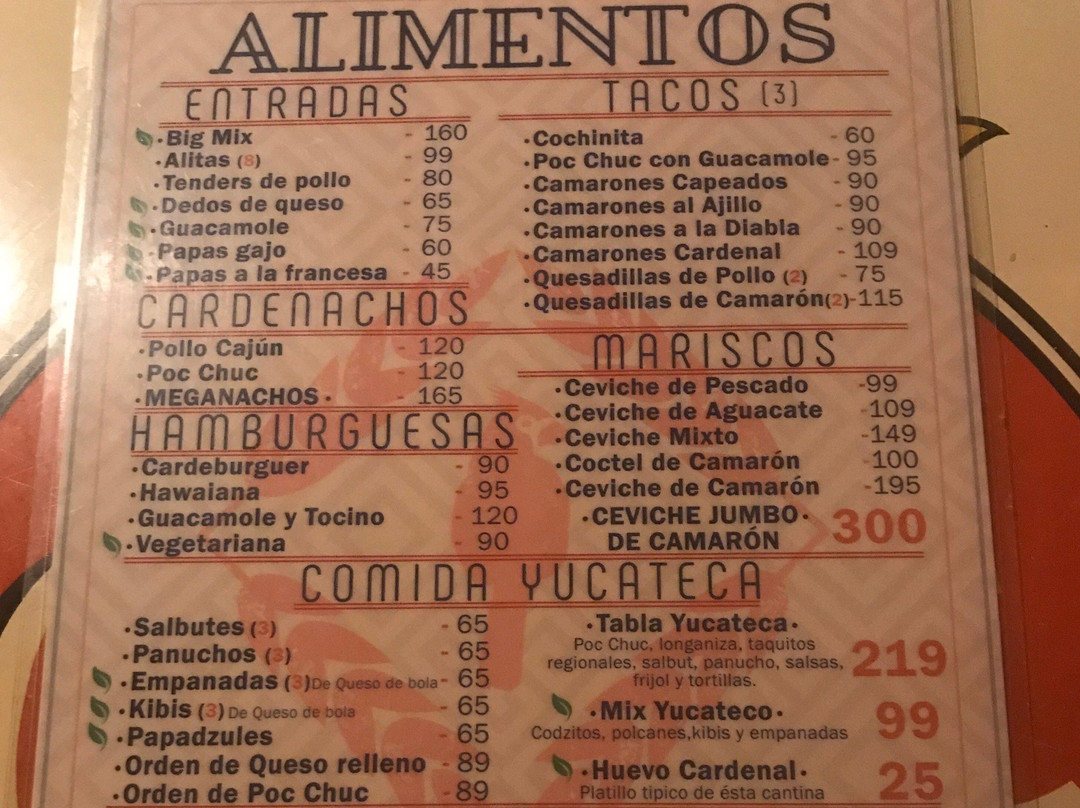 ALIMENTOS
ENTRADAS
·Big Mix - 160
·Alitas (8) - 99
·Tenders de pollo - 80
·Dedos de queso - 65
·Guacamole - 75
·Papas gajo - 60
·Papas a la francesa - 45
CARDENACHOS
·Pollo Cajún - 120
·Poc Chuc - 120
·MEGANACHOS· - 165
HAMBURGUESAS
·Cardeburguer - 90
·Hawaiana - 95
·Guacamole y Tocino - 120
·Vegetariana - 90
TACOS (3)
·Cochinita - 60
·Poc Chuc con Guacamole - 95
·Camarones Capeados - 90
·Camarones al Ajillo - 90
·Camarones a la Diabla - 90
·Camarones Cardenal - 109
·Quesadillas de Pollo (2) - 75
·Quesadillas de Camarón(2)-115
MARISCOS
·Ceviche de Pescado -99
·Ceviche de Aguacate -109
·Ceviche Mixto -149
·Coctel de Camarón -100
·Ceviche de Camarón -195
·CEVICHE JUMBO·
DE CAMARÓN 300
COMIDA YUCATECA
·Salbutes (3) - 65
·Panuchos (3) - 65
·Empanadas (3)De Queso de bola- 65
·Kibis (3) De Queso de bola - 65
·Papadzules - 65
·Orden de Queso relleno - 89
·Orden de Poc Chuc - 89
·Tabla Yucateca·
Poc Chuc, longaniza, taquitos
regionales, salbut, panucho, salsas, 219
frijol y tortillas.
·Mix Yucateco· 99
Codzitos, polcanes,kibis y empanadas
·Huevo Cardenal· 25
Platillo tipico de ésta cantina